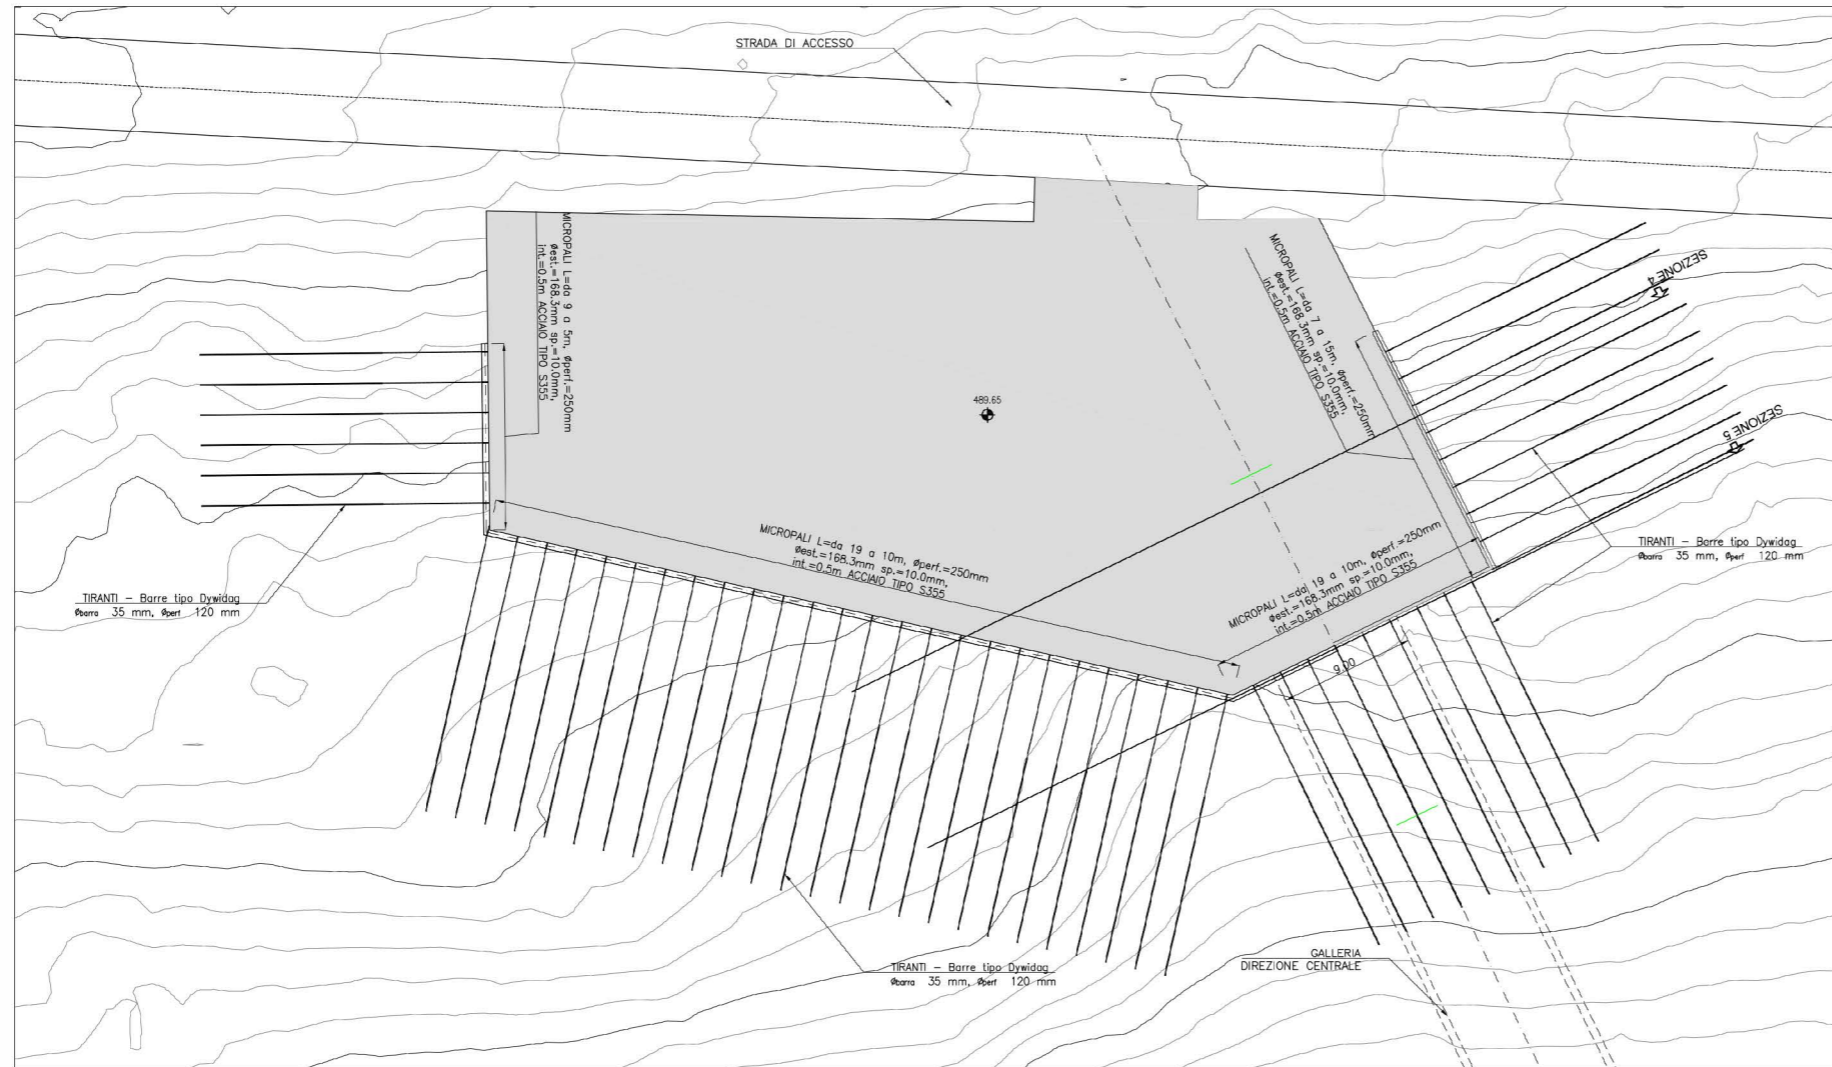 STRADA DI ACCESSO
MICROPALI L=da 9 a 5m, Øperf.=250mm
Øest.=168.3mm sp.=10.0mm,
int.=0.5m ACCIAIO TIPO S355
MICROPALI L=da 7 a 15m, Øperf.=250mm
Øest.=168.3mm sp.=10.0mm,
int.=0.5m ACCIAIO TIPO S355
SEZIONE 4
489.65
SEZIONE 5
MICROPALI L=da 19 a 10m, Øperf.=250mm
Øest.=168.3mm sp.=10.0mm,
int.=0.5m ACCIAIO TIPO S355
MICROPALI L=da 19 a 10m, Øperf.=250mm
Øest.=168.3mm sp.=10.0mm,
int.=0.5m ACCIAIO TIPO S355
TIRANTI - Barre tipo Dywidag
Øbarra 35 mm, Øperf 120 mm
TIRANTI - Barre tipo Dywidag
Øbarra 35 mm, Øperf 120 mm
9.00
GALLERIA
DIREZIONE CENTRALE
TIRANTI - Barre tipo Dywidag
Øbarra 35 mm, Øperf 120 mm